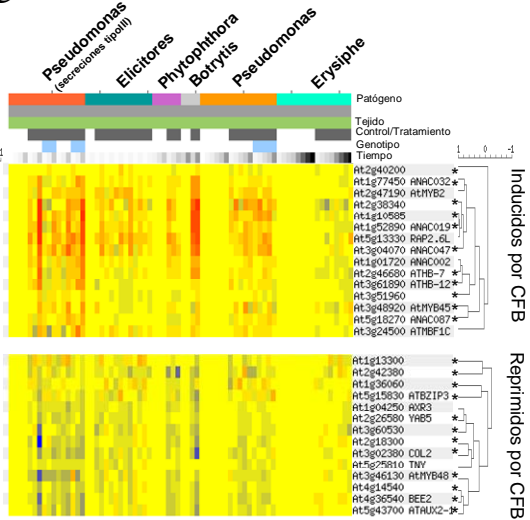 Pseudomonas
(secreciones tipoIII)
Elicitores
Phytophthora
Botrytis
Pseudomonas
Erysiphe
Patógeno
Tejido
Control/Tratamiento
Genotipo
Tiempo
1 0 -1
Inducidos por CFB
At2g40200 *
At1g77450 ANAC032 *
At2g47190 AtMYB2
At2g38340 *
At1g10585 *
At1g52890 ANAC019 *
At5g13330 RAP2.6L *
At3g04070 ANAC047 *
At1g01720 ANAC002
At2g46680 ATHB-7 *
At3g61890 ATHB-12 *
At3g51960 *
At3g48920 AtMYB45 *
At5g18270 ANAC087 *
At3g24500 ATMBF1C
Reprimidos por CFB
At1g13300 *
At2g42380 *
At1g36060 *
At5g15830 ATBZIP3 *
At1g04250 AXR3
At2g26580 YAB5 *
At3g60530 *
At2g18300 *
At3g02380 COL2 *
At5g25810 TNY
At3g46130 AtMYB48 *
At4g14540
At4g36540 BEE2 *
At5g43700 ATAUX2- *